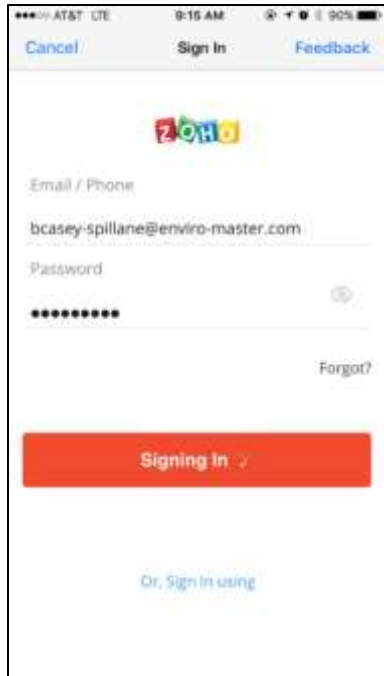 AT&T LTE 9:15 AM 90%
Cancel Sign In Feedback
ZOHO
Email / Phone
bcasey-spillane@enviro-master.com
Password
Forgot?
Signing In
Or, Sign In using